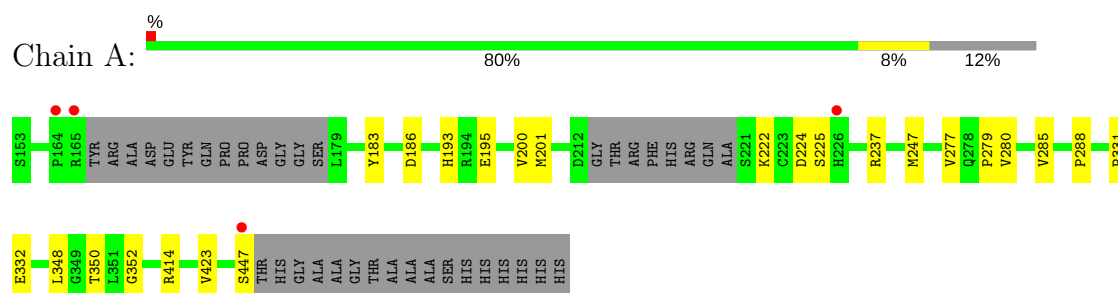 %
Chain A:
80% 8% 12%
S153 P164 R165 TYR ARG ALA ASP GLU TYR GLN PRO PRO ASP GLY GLY SER L179 Y183 D186 H193 R194 E195 V200 M201 D212 GLY THR ARG PHE HIS ARG GLN ALA S221 K222 C223 D224 S225 H226 R237 M247 V277 Q278 P279 V280 V285 P288
E332 L348 G349 T350 L351 G352 R414 V423 S447 THR HIS GLY ALA ALA GLY THR ALA ALA ALA SER HIS HIS HIS HIS HIS HIS